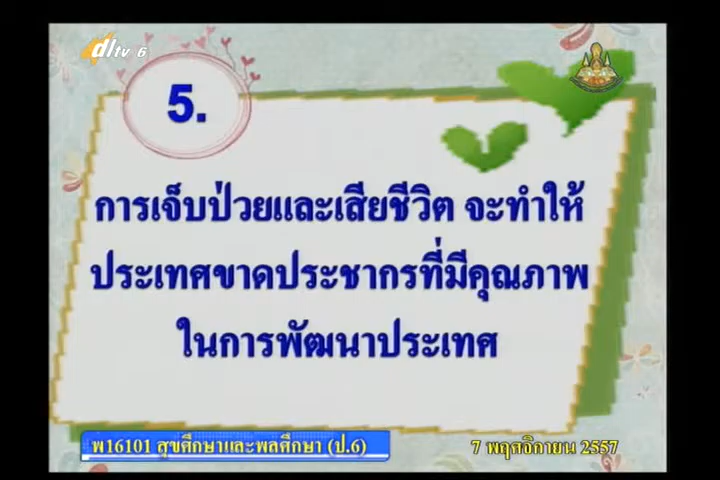 dltv 6
5.
การเจ็บป่วยและเสียชีวิต จะทำให้
ประเทศขาดประชากรที่มีคุณภาพ
ในการพัฒนาประเทศ
พ16101 สุขศึกษาและพลศึกษา (ป.6)
7 พฤศจิกายน 2557